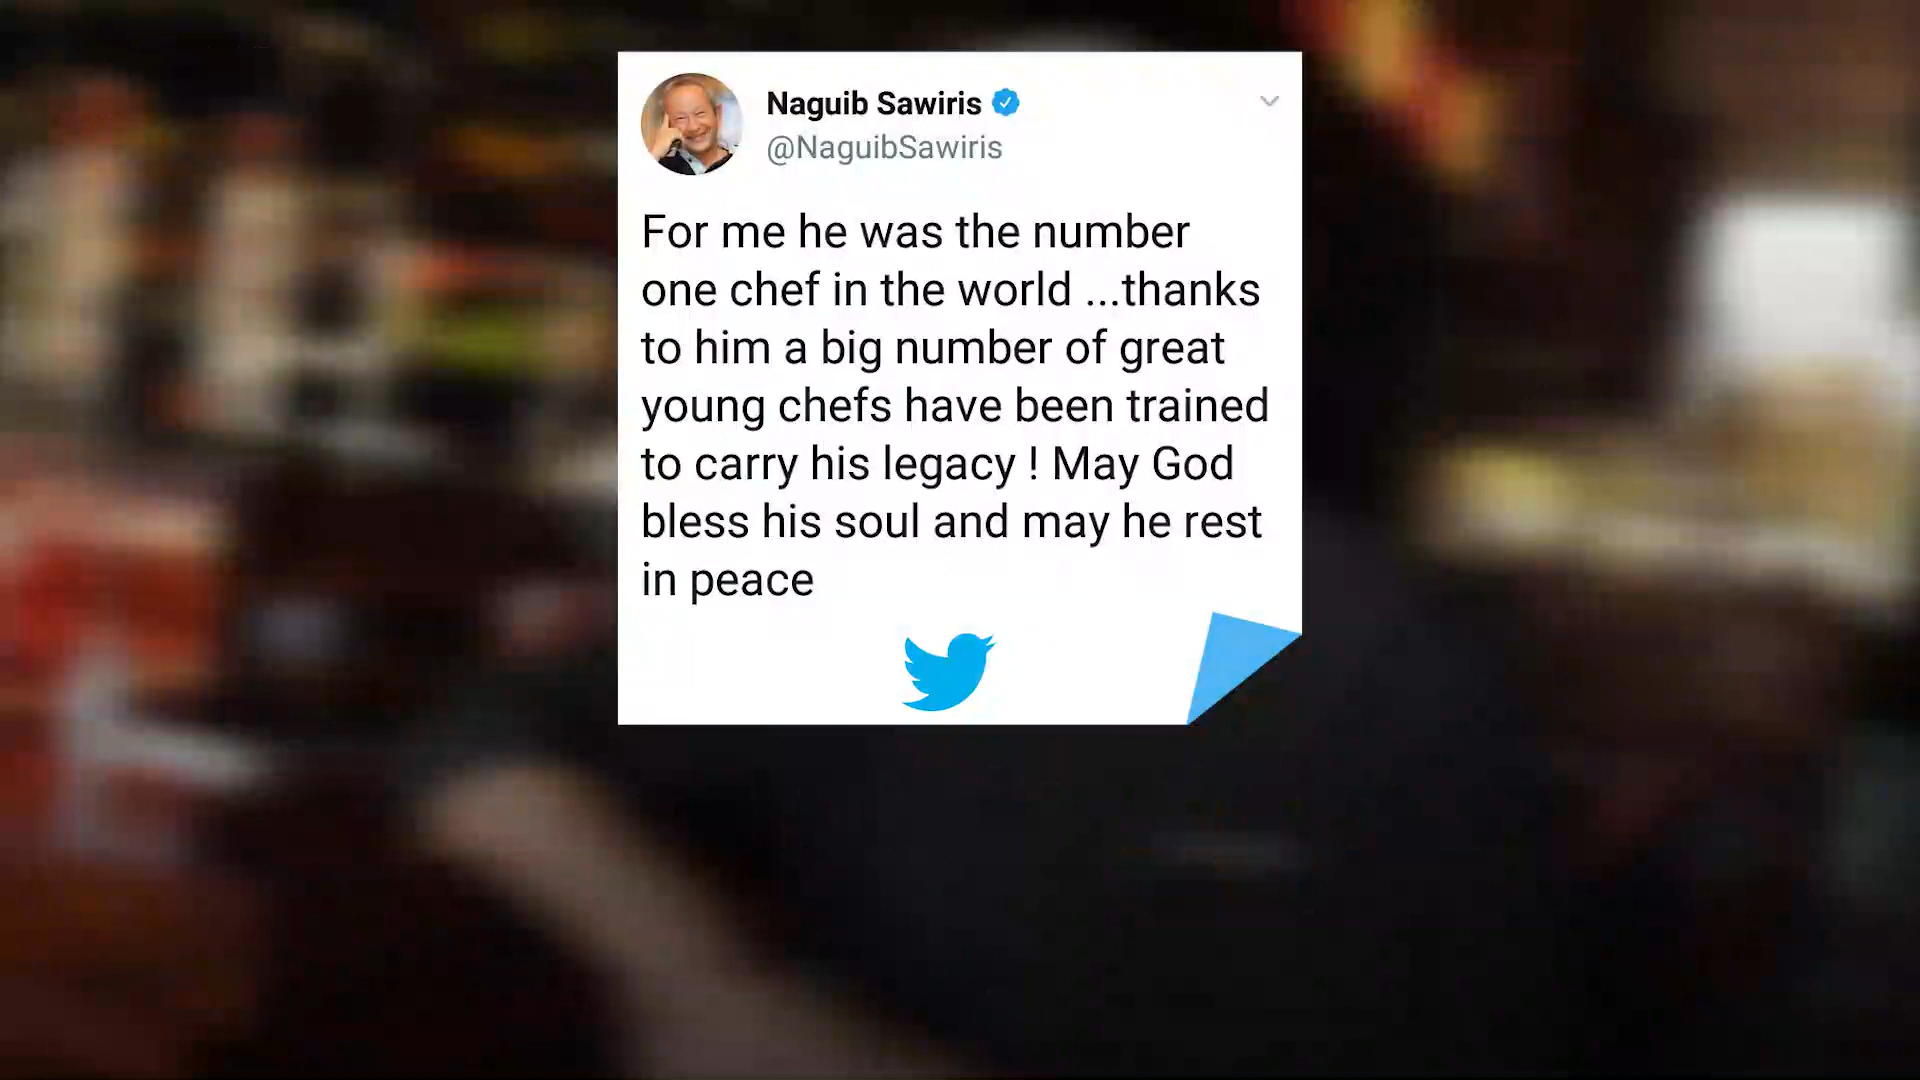 Naguib Sawiris
@NaguibSawiris
For me he was the number
one chef in the world ...thanks
to him a big number of great
young chefs have been trained
to carry his legacy ! May God
bless his soul and may he rest
in peace